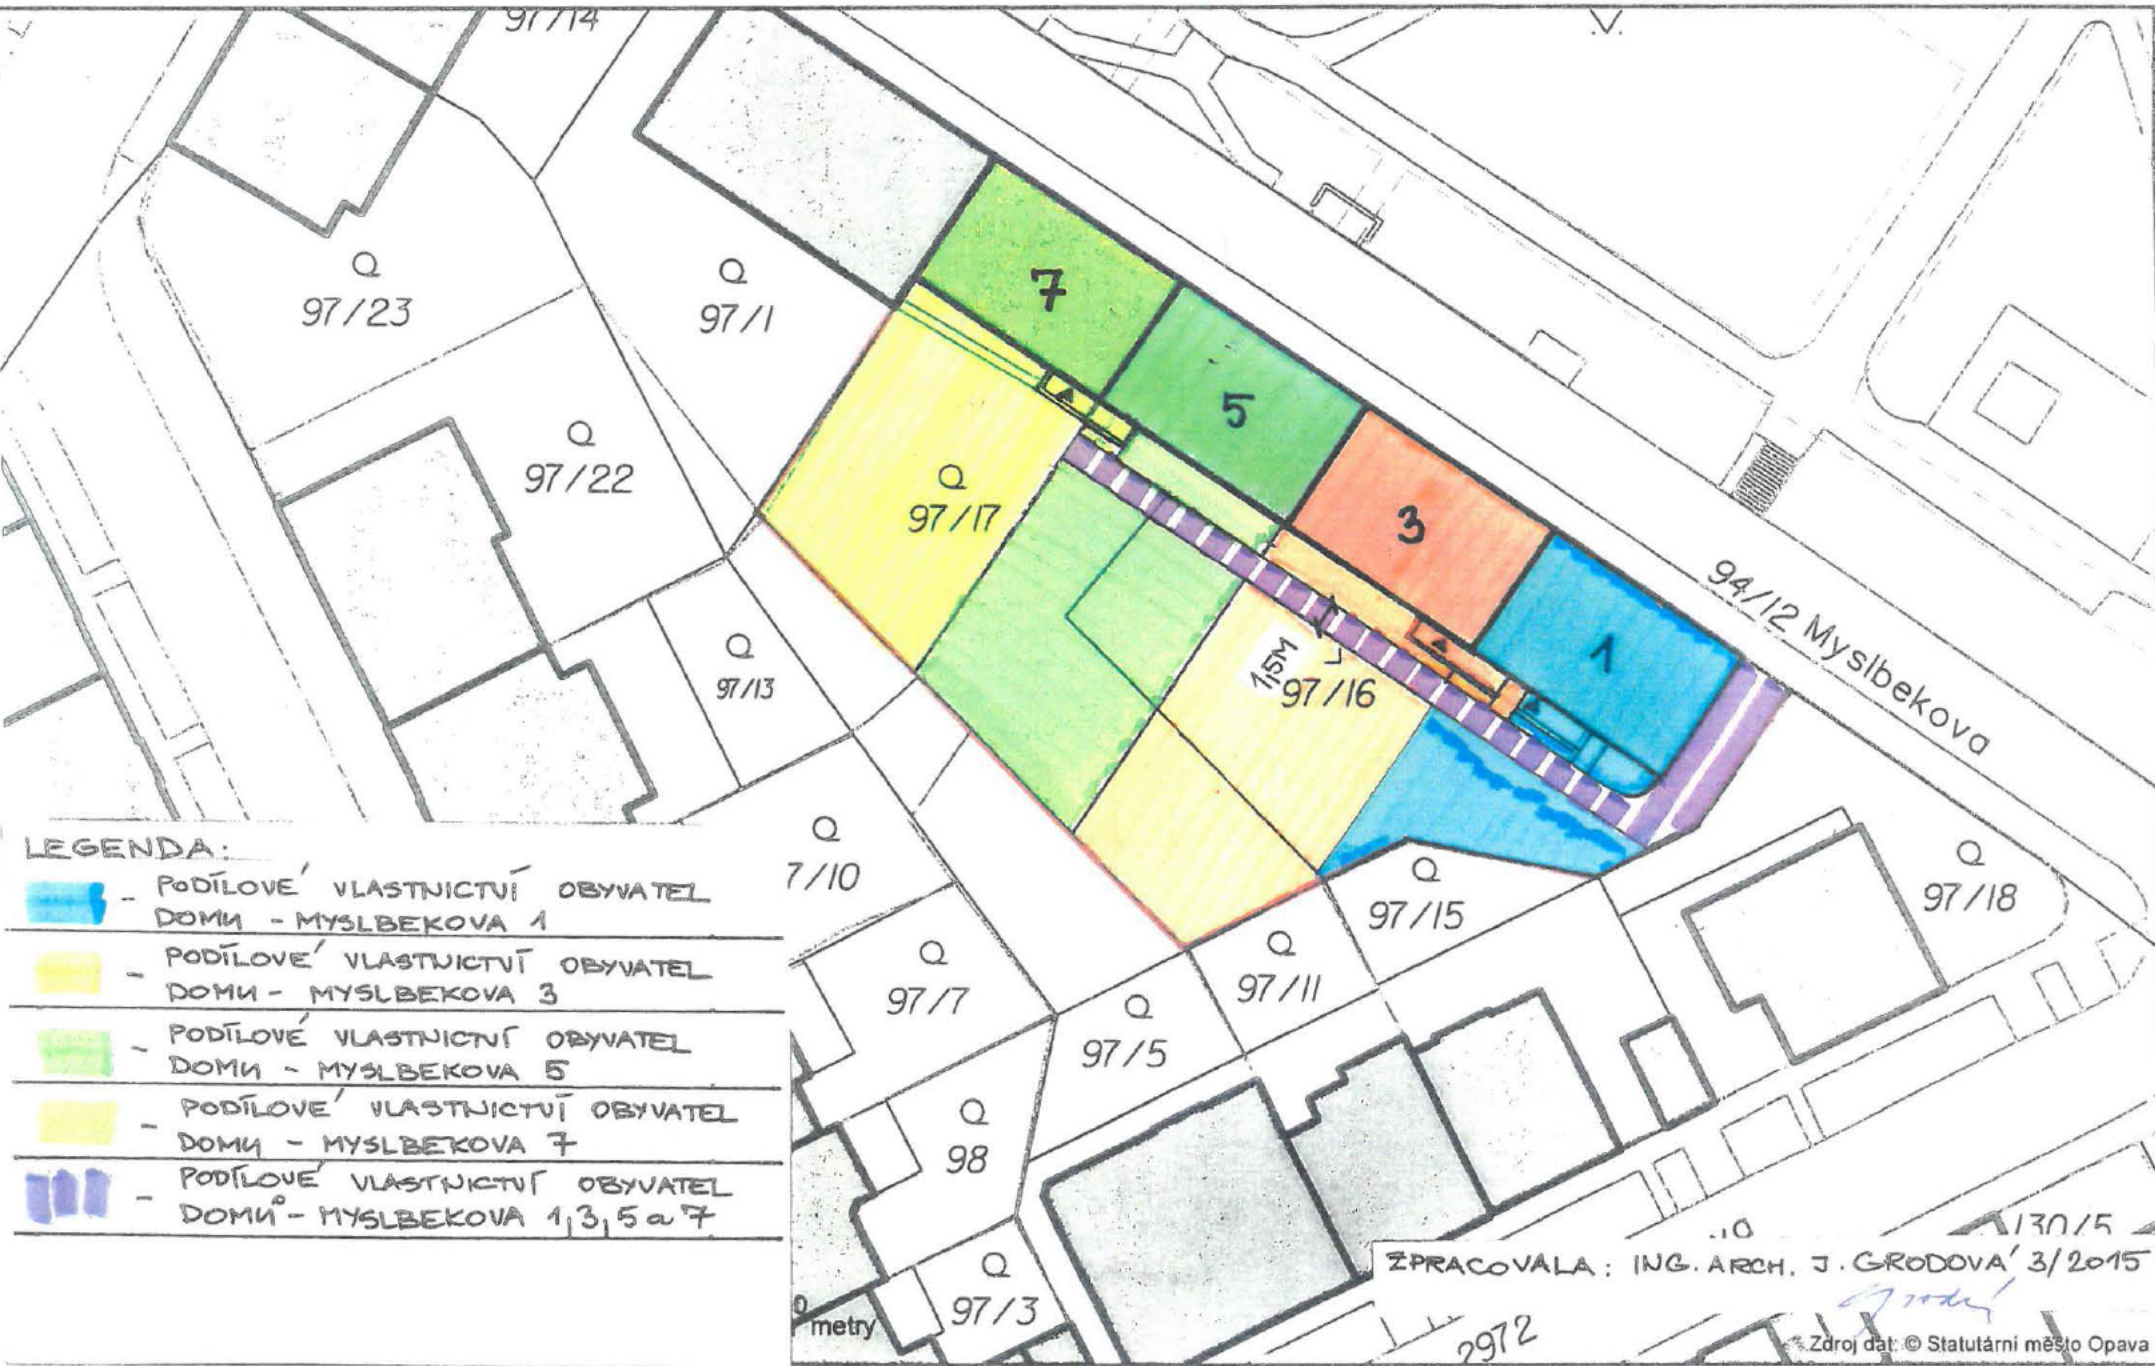 97/14
V.
Q
97/23
Q
97/1
7
5
3
1
Q
97/22
Q
97/17
94/12 Myslbekova
Q
97/13
1,5M
97/16
Q
7/10
Q
97/15
Q
97/18
Q
97/7
Q
97/11
Q
97/5
Q
98
Q
97/3
130/5
2972
metry
LEGENDA:
- PODÍLOVÉ VLASTNICTVÍ OBYVATEL
DOMU - MYSLBEKOVA 1
- PODÍLOVÉ VLASTNICTVÍ OBYVATEL
DOMU - MYSLBEKOVA 3
- PODÍLOVÉ VLASTNICTVÍ OBYVATEL
DOMU - MYSLBEKOVA 5
- PODÍLOVÉ VLASTNICTVÍ OBYVATEL
DOMU - MYSLBEKOVA 7
- PODÍLOVÉ VLASTNICTVÍ OBYVATEL
DOMŮ - MYSLBEKOVA 1,3,5 a 7
ZPRACOVALA: ING. ARCH. J. GRODOVÁ 3/2015
Zdroj dat: © Statutární město Opava